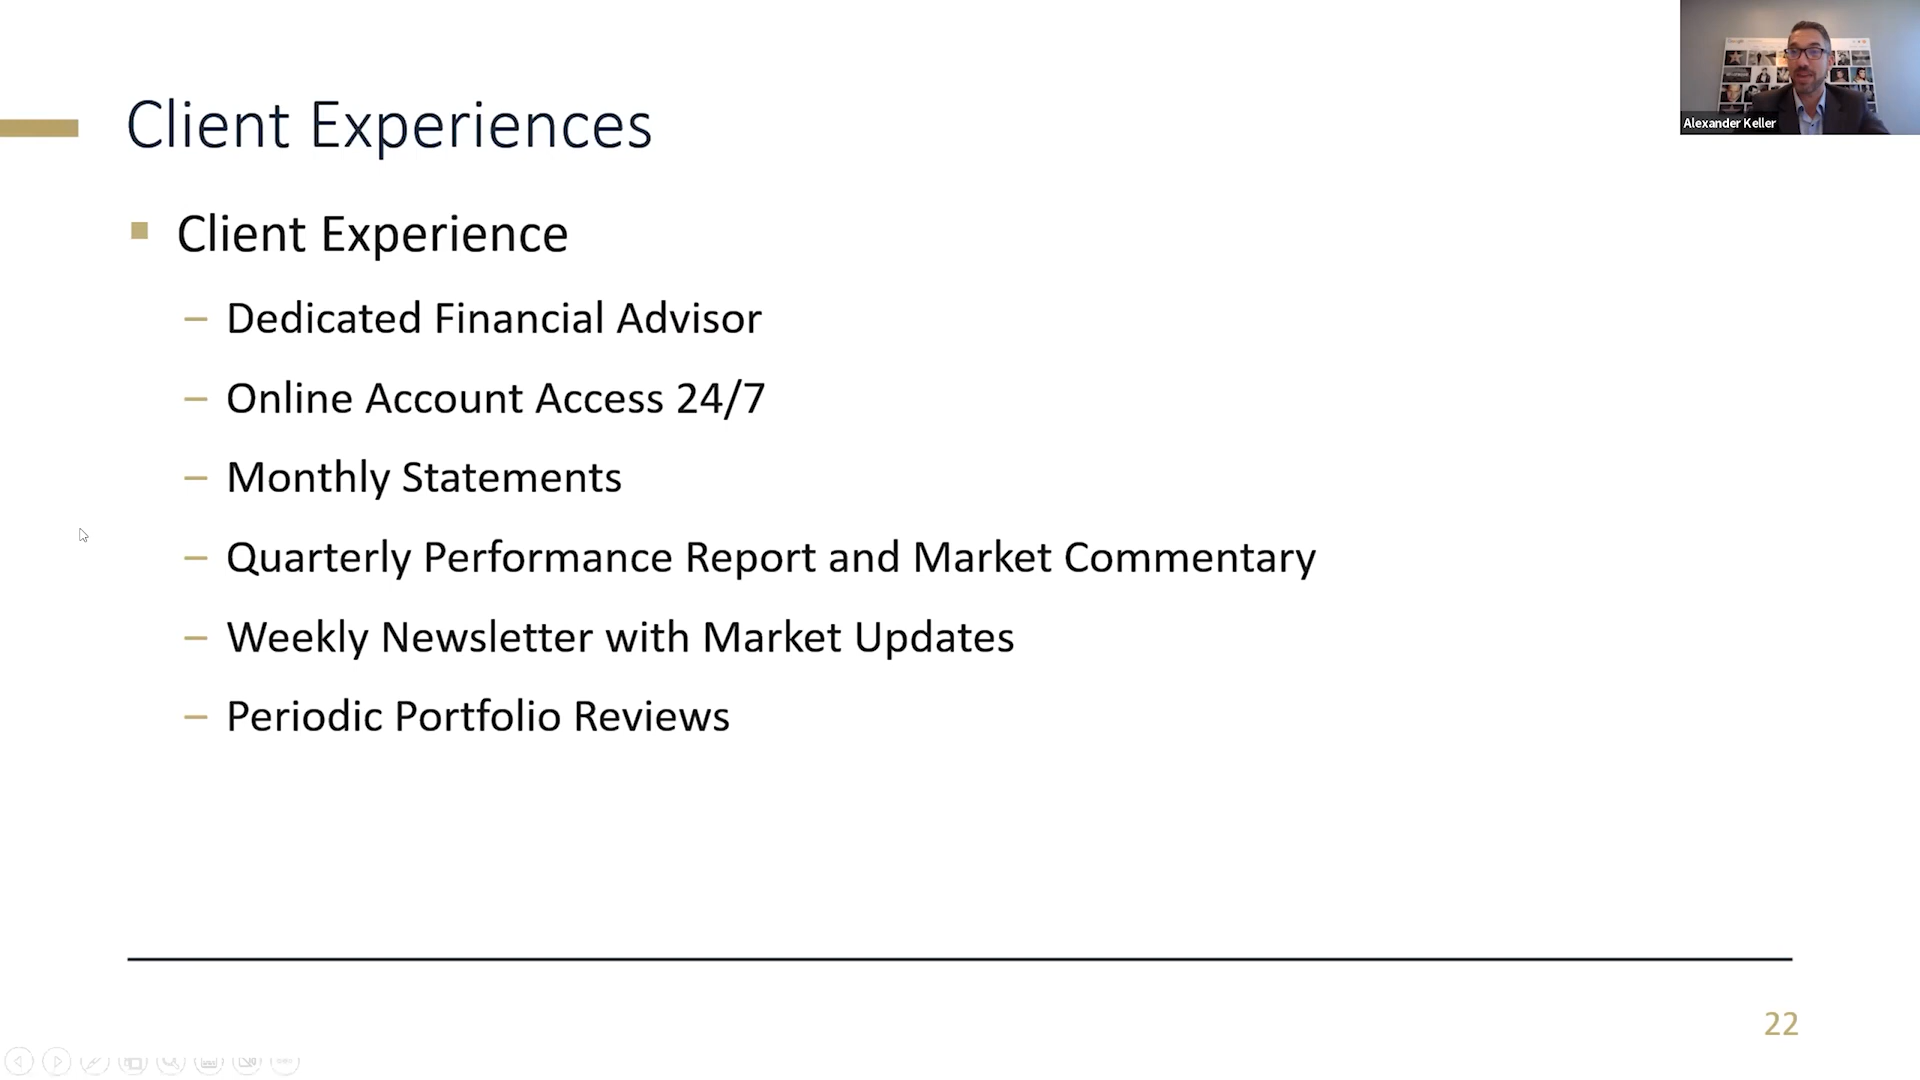 Client Experiences
Alexander Keller
Client Experience
– Dedicated Financial Advisor
– Online Account Access 24/7
– Monthly Statements
– Quarterly Performance Report and Market Commentary
– Weekly Newsletter with Market Updates
– Periodic Portfolio Reviews
22